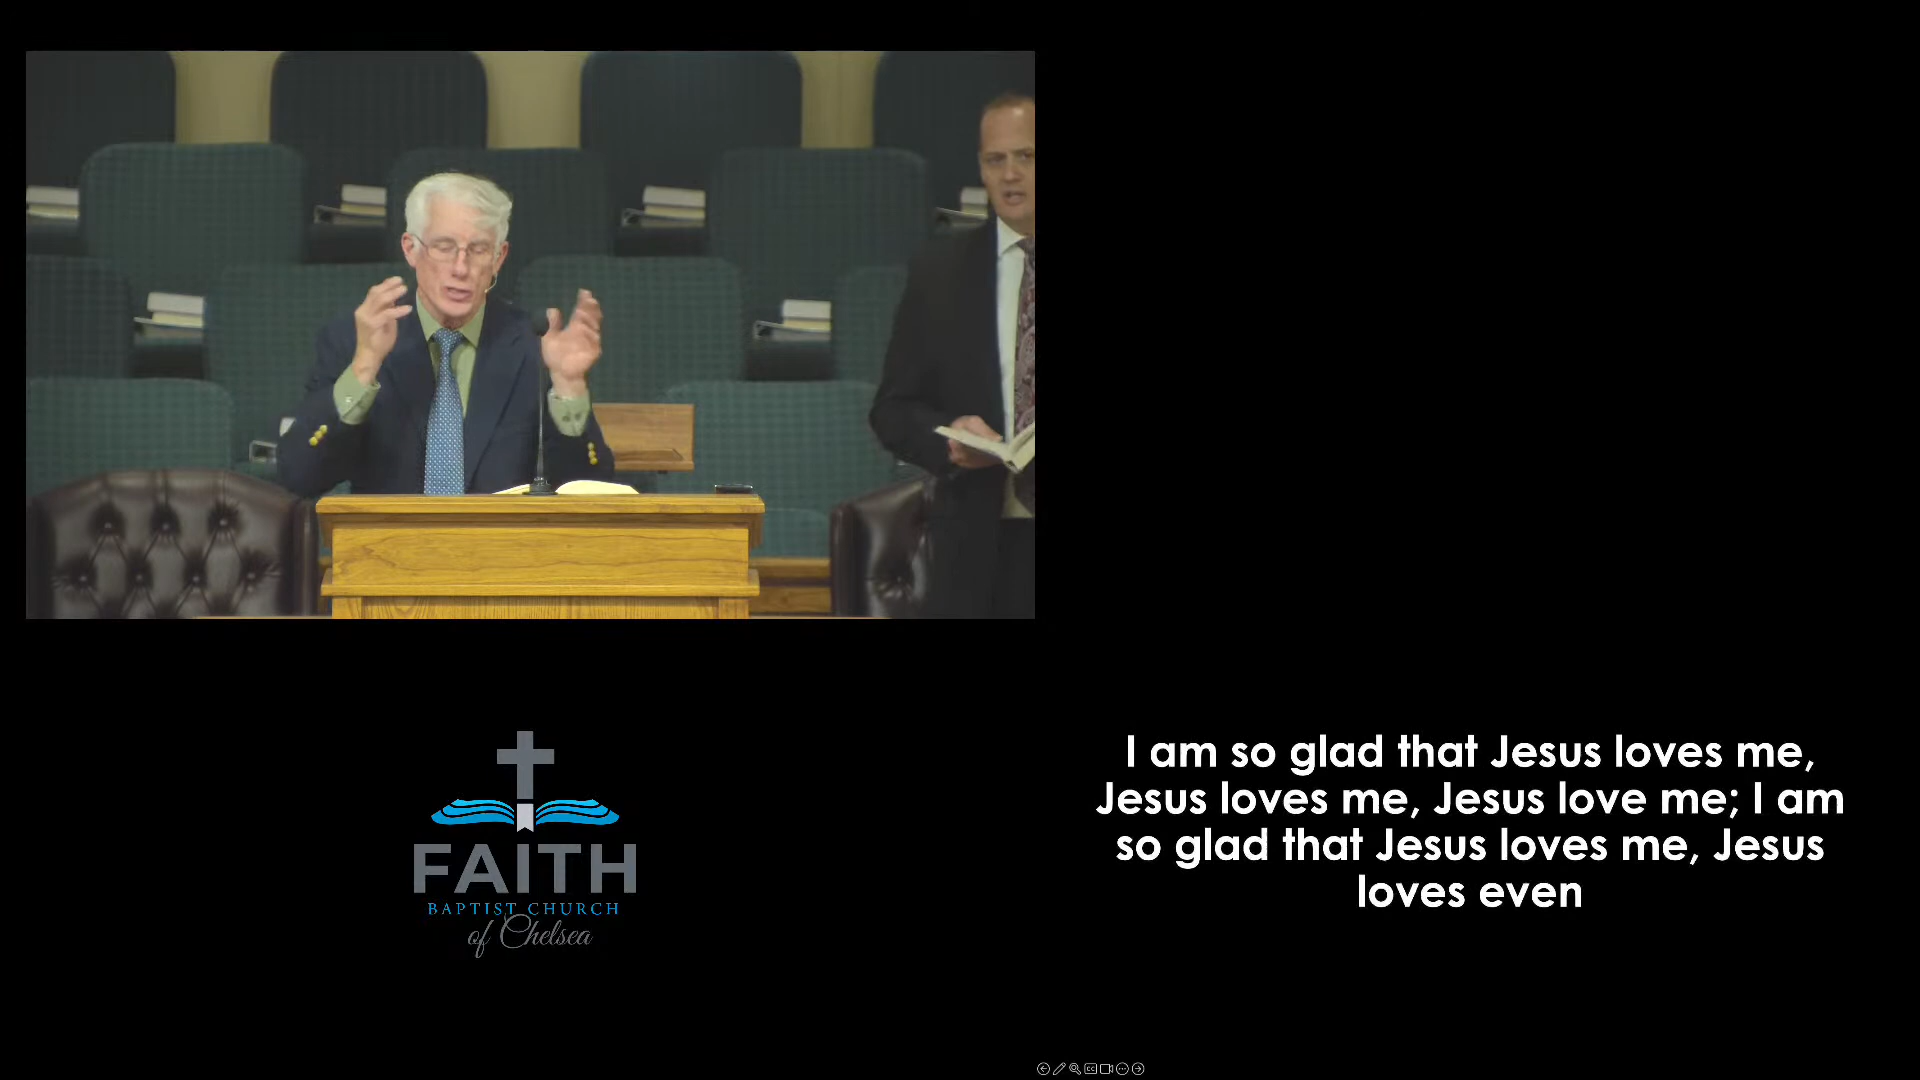 FAITH
BAPTIST CHURCH
of Chelsea
I am so glad that Jesus loves me,
Jesus loves me, Jesus love me; I am
so glad that Jesus loves me, Jesus
loves even